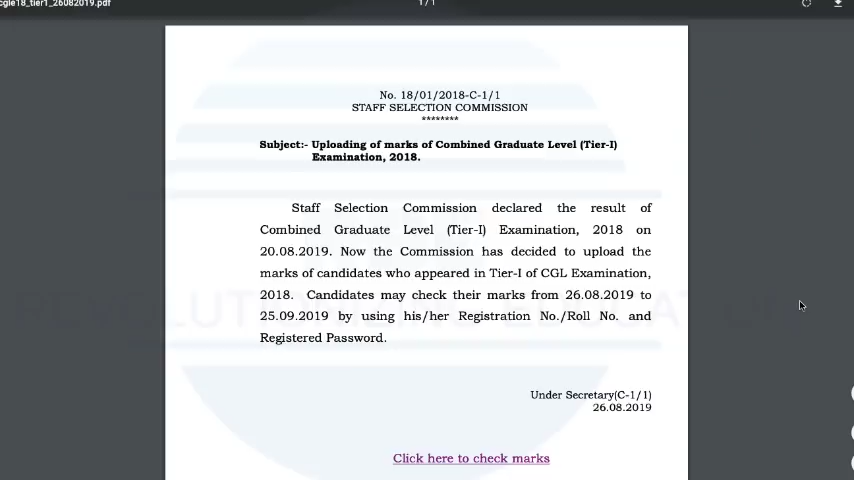 cgle18_tier1_26082019.pdf
1/1
No. 18/01/2018-C-1/1
STAFF SELECTION COMMISSION
********
Subject:- Uploading of marks of Combined Graduate Level (Tier-I)
Examination, 2018.
Staff Selection Commission declared the result of
Combined Graduate Level (Tier-I) Examination, 2018 on
20.08.2019. Now the Commission has decided to upload the
marks of candidates who appeared in Tier-I of CGL Examination,
2018. Candidates may check their marks from 26.08.2019 to
25.09.2019 by using his/her Registration No./Roll No. and
Registered Password.
Under Secretary(C-1/1)
26.08.2019
Click here to check marks